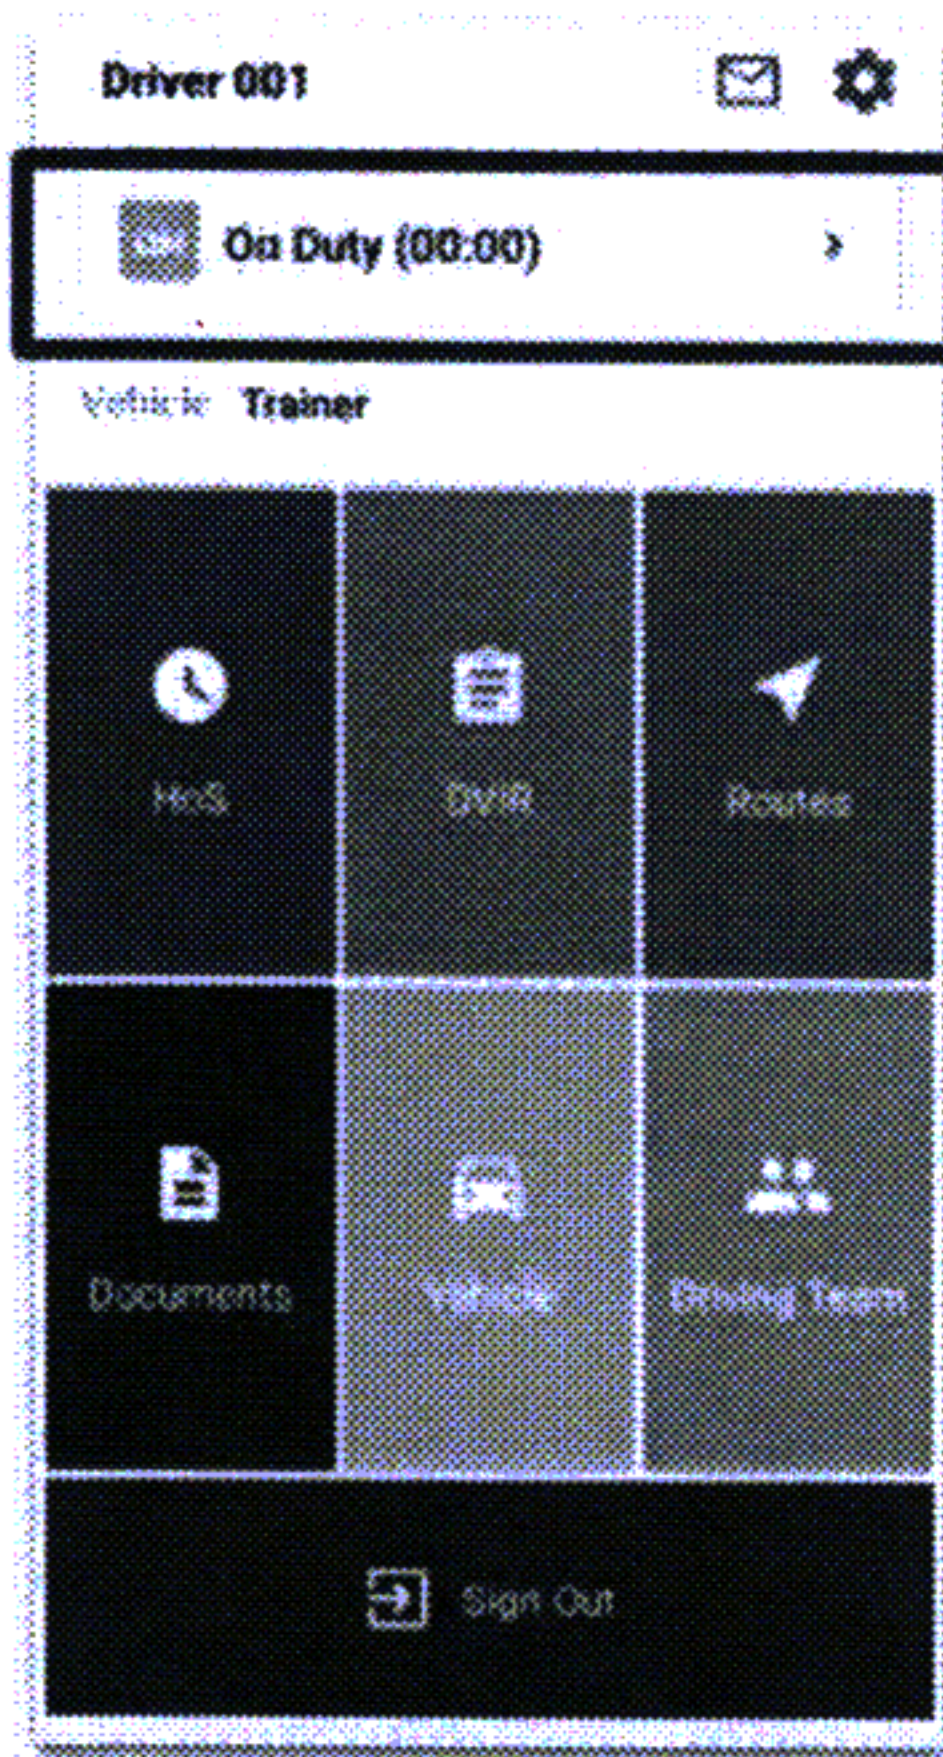 Driver 001
On Duty (00:00)
Vehicle Trainer
HoS DVIR Routes
Documents Vehicle Driving Team
Sign Out